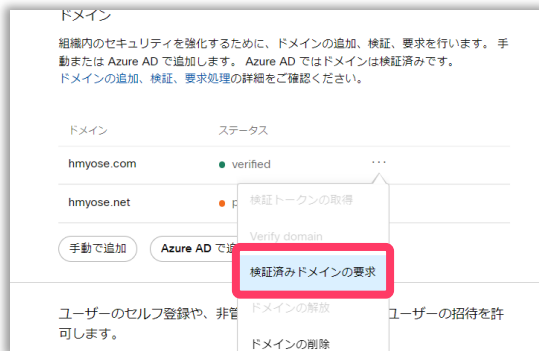 ドメイン
組織内のセキュリティを強化するために、ドメインの追加、検証、要求を行います。 手
動または Azure AD で追加します。 Azure AD ではドメインは検証済みです。
ドメインの追加、検証、要求処理の詳細をご確認ください。
ドメイン ステータス
hmyose.com verified ...
hmyose.net p
検証トークンの取得
Verify domain
手動で追加 Azure AD で追
検証済みドメインの要求
ドメインの解放
ユーザーのセルフ登録や、非管 ユーザーの招待を許
可します。
ドメインの削除